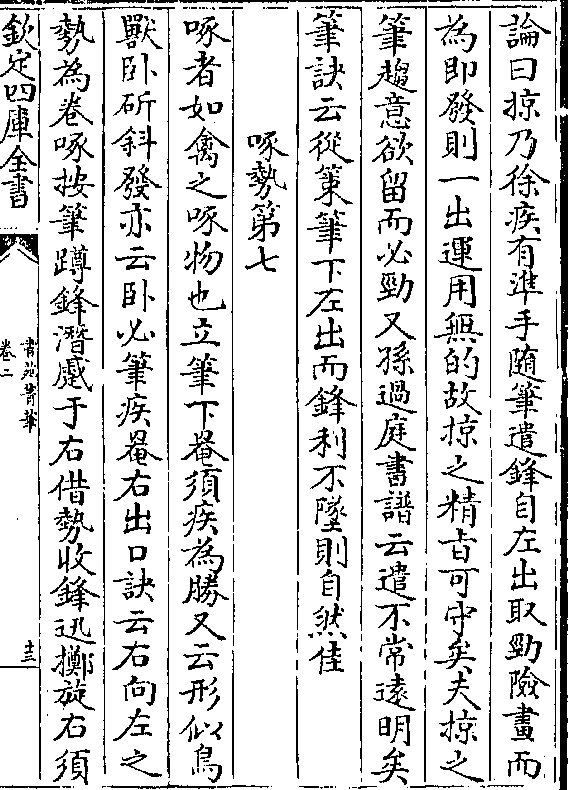 論曰掠乃徐疾有準手隨筆遣鋒自左出取勁險畫而
為即發則一出運用無的故掠之精㫖可守矣夫掠之
筆趨意欲留而必勁又孫過庭書譜云遣不常遠明矣
筆訣云從策筆下左出而鋒利不墜則自然佳
啄勢第七
啄者如禽之啄物也立筆下罨須疾為勝又云形似鳥
獸卧斫斜發亦云卧必筆疾罨右出口訣云右向左之
勢為卷啄按筆蹲鋒潛蹙于右借勢收鋒迅擲旋右須
欽定四庫全書
書苑菁華
卷二
十三